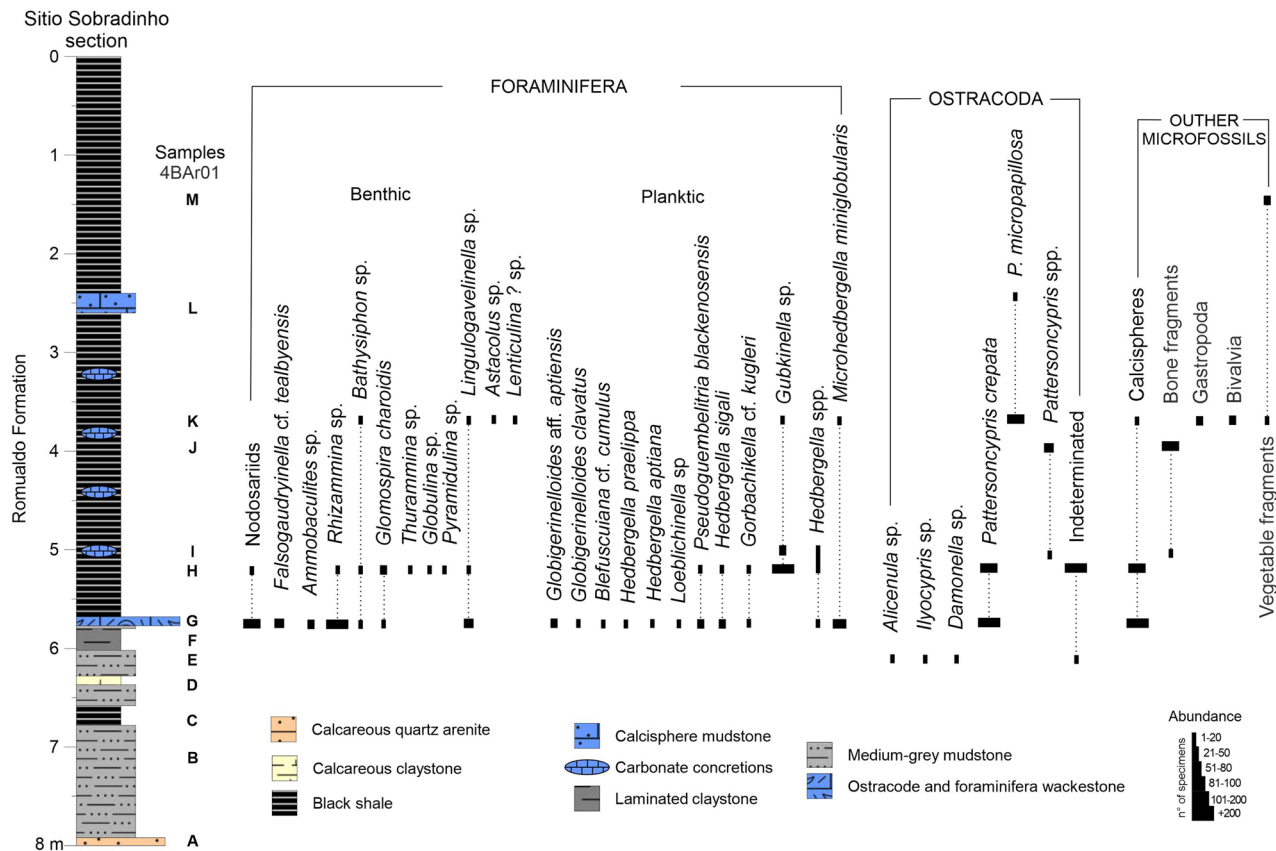 Sitio Sobradinho
section
0
1
2
3
4
5
6
7
8 m
Romualdo Formation
Samples
4BAr01
M
L
K
J
I
H
G
F
E
D
C
B
A
FORAMINIFERA
Benthic
Planktic
Nodosariids
Falsogaudryinella cf. tealbyensis
Ammobaculites sp.
Rhizammina sp.
Bathysiphon sp.
Glomospira charoidis
Thurammina sp.
Globulina sp.
Pyramidulina sp.
Lingulogavelinella sp.
Astacolus sp.
Lenticulina ? sp.
Globigerinelloides aff. aptiensis
Globigerinelloides clavatus
Blefuscuiana cf. cumulus
Hedbergella praelippa
Hedbergella aptiana
Loeblichinella sp
Pseudoguembelitria blackenosensis
Hedbergella sigali
Gorbachikella cf. kugleri
Gubkinella sp.
Hedbergella spp.
Microhedbergella miniglobularis
OSTRACODA
Alicenula sp.
Ilyocypris sp.
Damonella sp.
Pattersoncypris crepata
P. micropapillosa
Pattersoncypris spp.
Indeterminated
OUTHER
MICROFOSSILS
Calcispheres
Bone fragments
Gastropoda
Bivalvia
Vegetable fragments
Calcareous quartz arenite
Calcareous claystone
Black shale
Calcisphere mudstone
Carbonate concretions
Laminated claystone
Medium-grey mudstone
Ostracode and foraminifera wackestone
Abundance
n° of specimens
1-20
21-50
51-80
81-100
101-200
+200